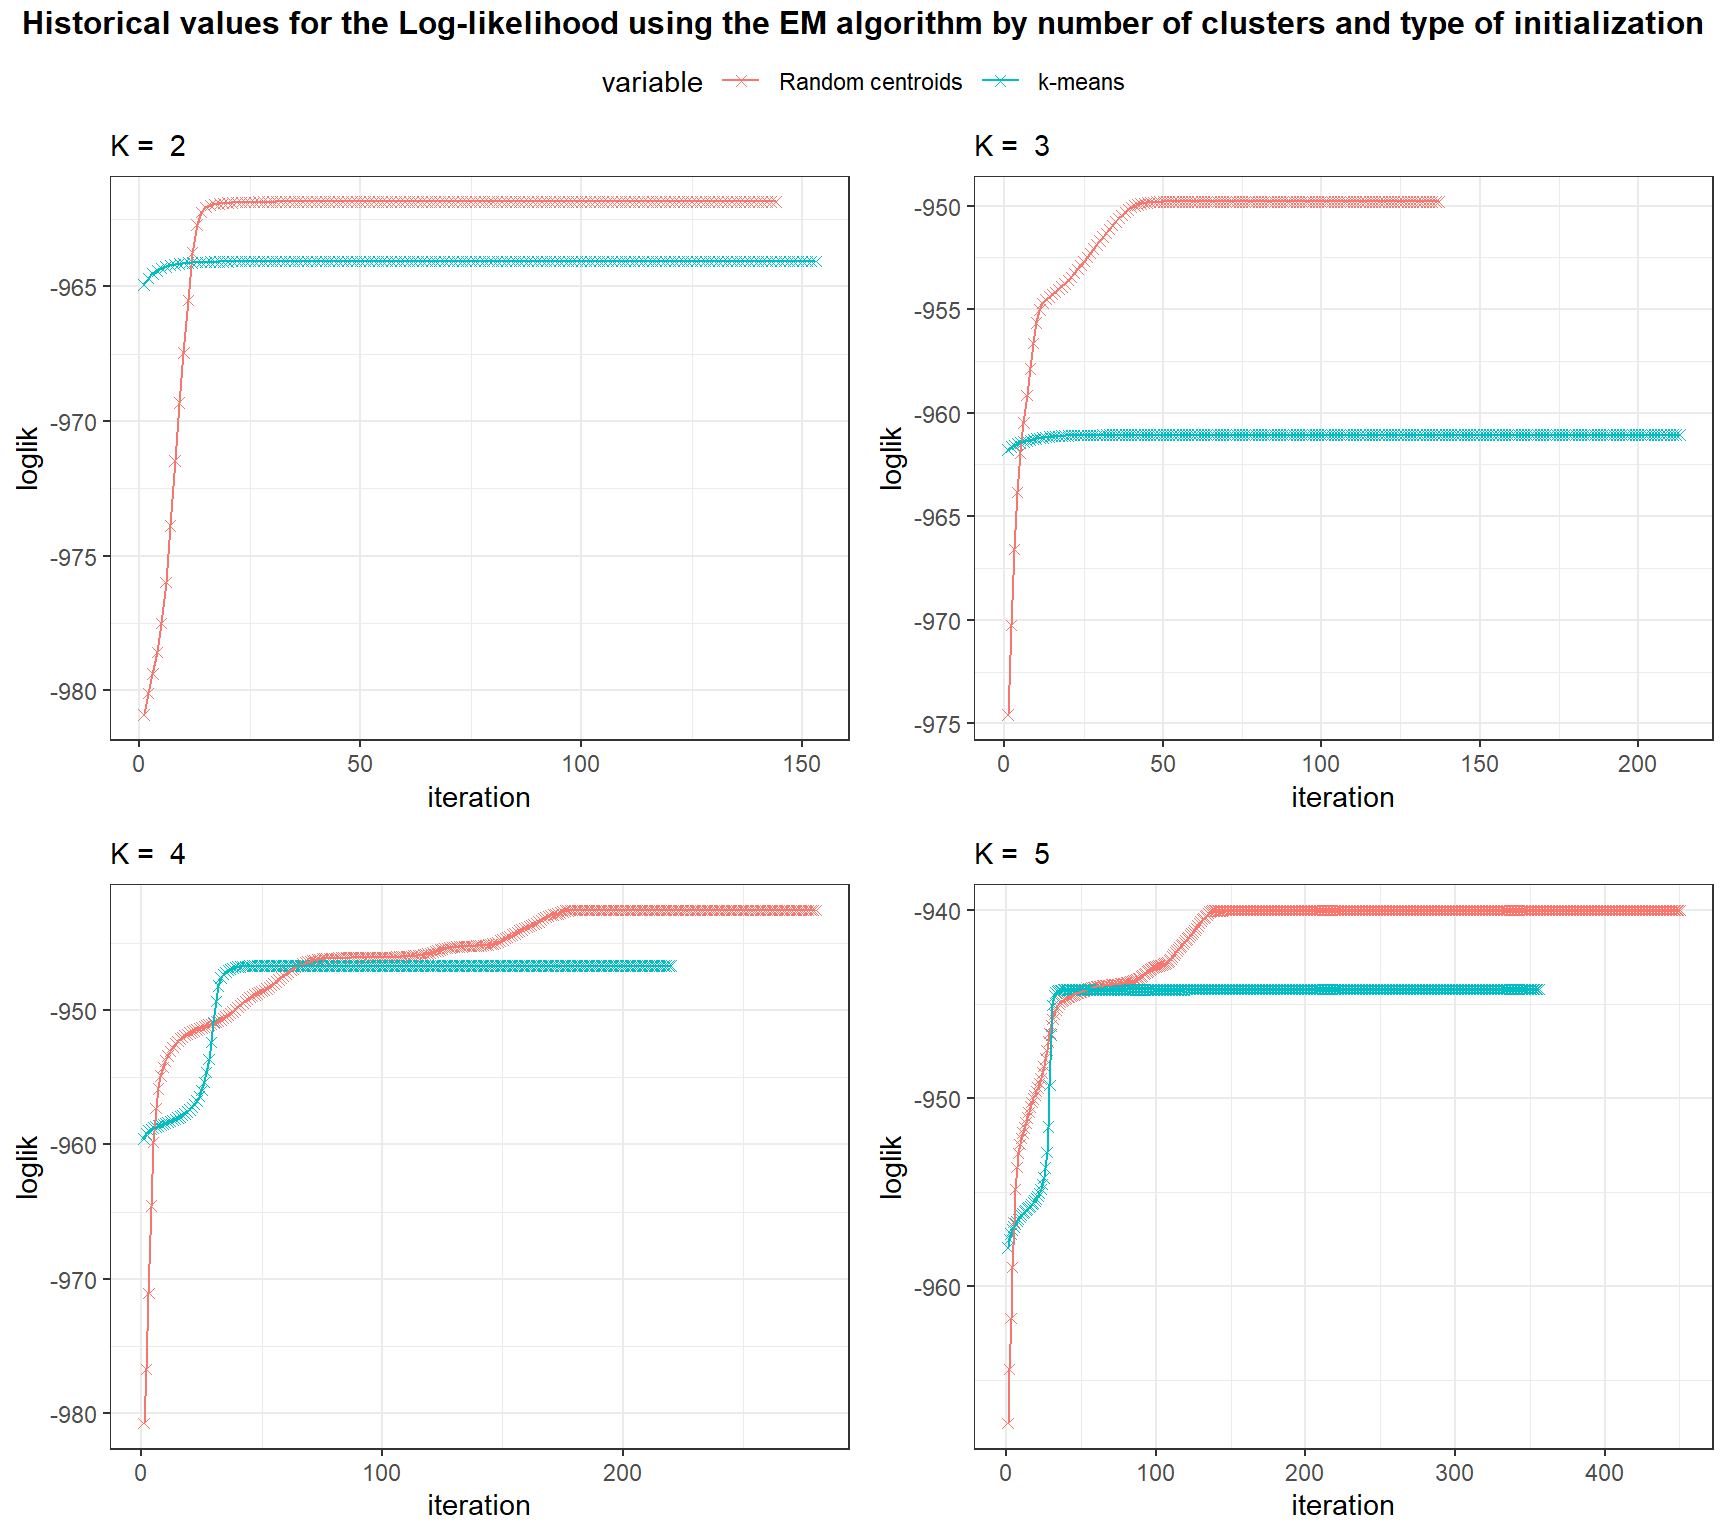 Historical values for the Log-likelihood using the EM algorithm by number of clusters and type of initialization
variable Random centroids k-means
K = 2
-965
-970
-975
-980
loglik
0 50 100 150
iteration
K = 3
-950
-955
-960
-965
-970
-975
loglik
0 50 100 150 200
iteration
K = 4
-950
-960
-970
-980
loglik
0 100 200
iteration
K = 5
-940
-950
-960
loglik
0 100 200 300 400
iteration